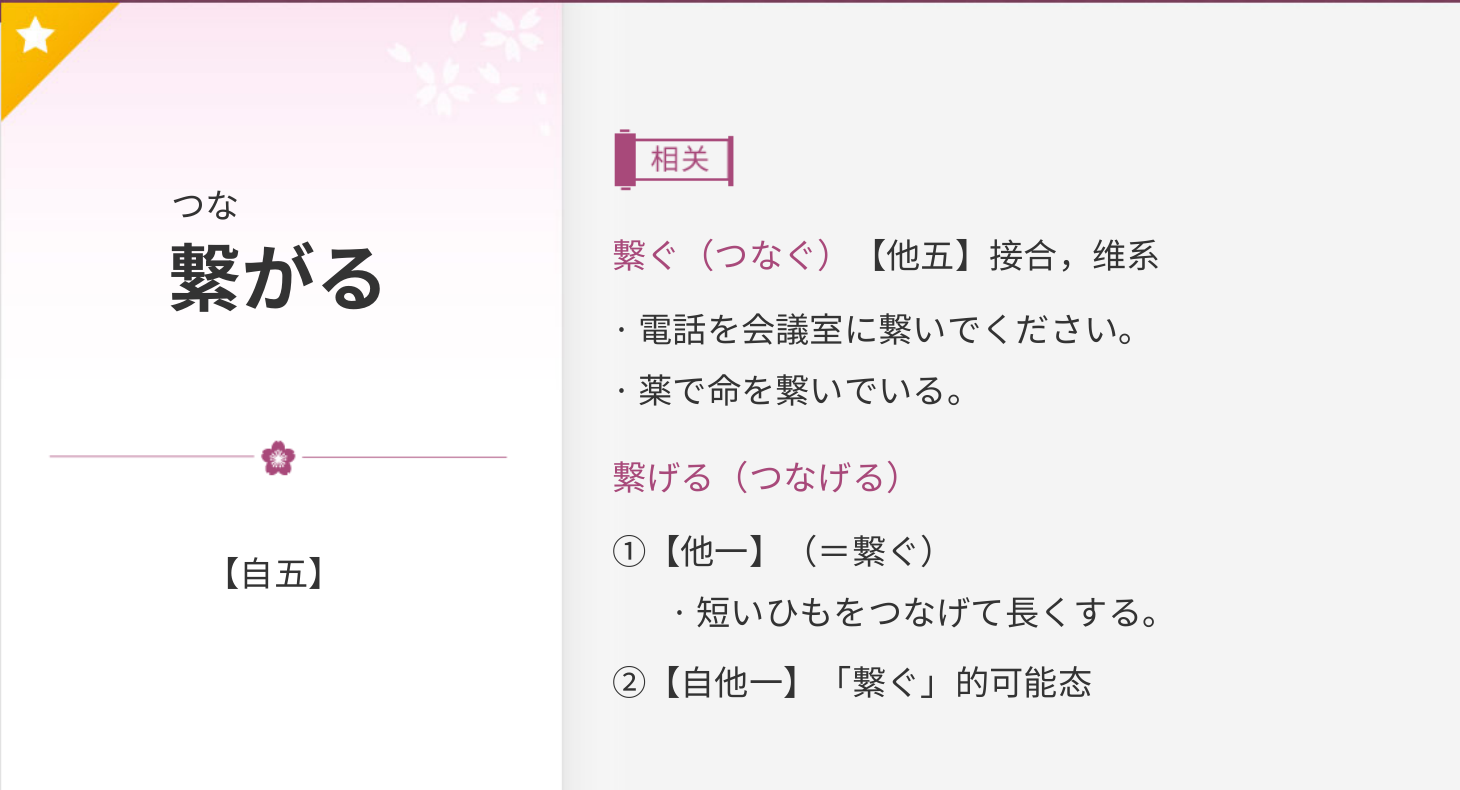 つな
繋がる
【自五】
相关
繋ぐ（つなぐ）【他五】接合，维系
・電話を会議室に繋いでください。
・薬で命を繋いでいる。
繋げる（つなげる）
①【他一】（＝繋ぐ）
・短いひもをつなげて長くする。
②【自他一】「繋ぐ」的可能态